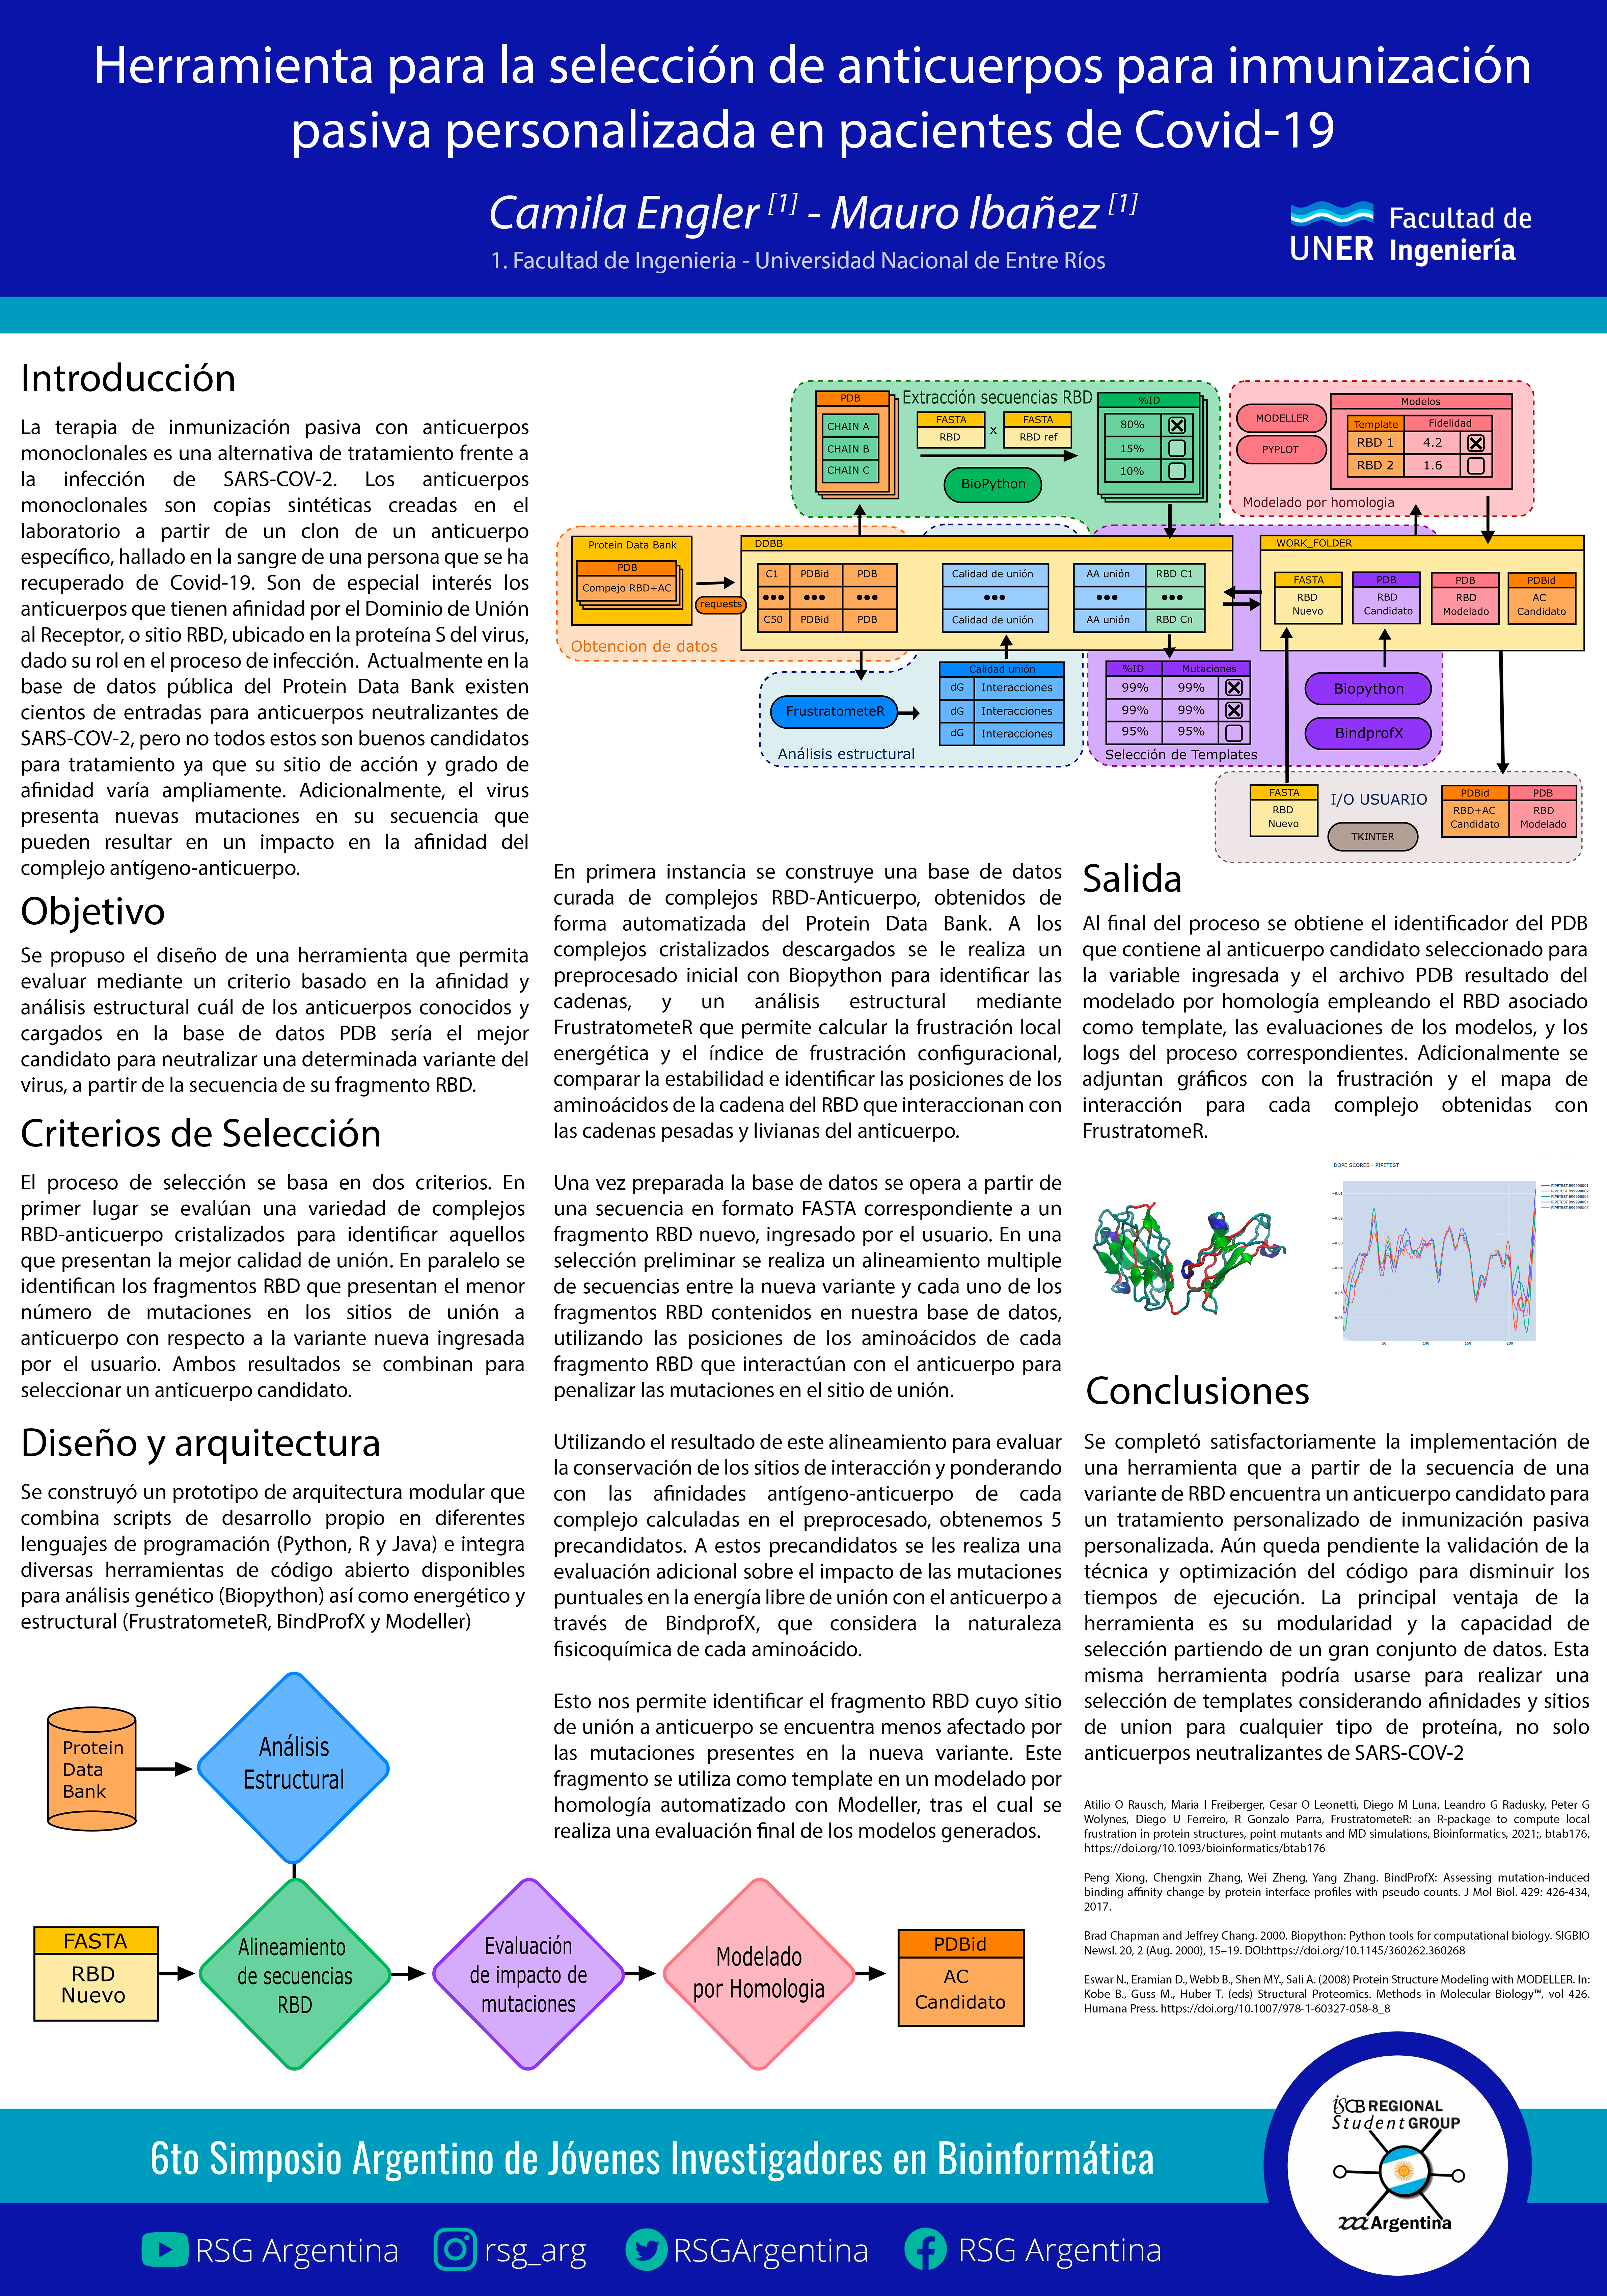 Herramienta para la selección de anticuerpos para inmunización
pasiva personalizada en pacientes de Covid-19
Camila Engler [1] - Mauro Ibañez [1]
1. Facultad de Ingenieria - Universidad Nacional de Entre Ríos
UNER
Facultad de
Ingeniería
Introducción
La terapia de inmunización pasiva con anticuerpos
monoclonales es una alternativa de tratamiento frente a
la infección de SARS-COV-2. Los anticuerpos
monoclonales son copias sintéticas creadas en el
laboratorio a partir de un clon de un anticuerpo
específico, hallado en la sangre de una persona que se ha
recuperado de Covid-19. Son de especial interés los
anticuerpos que tienen afinidad por el Dominio de Unión
al Receptor, o sitio RBD, ubicado en la proteína S del virus,
dado su rol en el proceso de infección. Actualmente en la
base de datos pública del Protein Data Bank existen
cientos de entradas para anticuerpos neutralizantes de
SARS-COV-2, pero no todos estos son buenos candidatos
para tratamiento ya que su sitio de acción y grado de
afinidad varía ampliamente. Adicionalmente, el virus
presenta nuevas mutaciones en su secuencia que
pueden resultar en un impacto en la afinidad del
complejo antígeno-anticuerpo.
Objetivo
Se propuso el diseño de una herramienta que permita
evaluar mediante un criterio basado en la afinidad y
análisis estructural cuál de los anticuerpos conocidos y
cargados en la base de datos PDB sería el mejor
candidato para neutralizar una determinada variante del
virus, a partir de la secuencia de su fragmento RBD.
Criterios de Selección
El proceso de selección se basa en dos criterios. En
primer lugar se evalúan una variedad de complejos
RBD-anticuerpo cristalizados para identificar aquellos
que presentan la mejor calidad de unión. En paralelo se
identifican los fragmentos RBD que presentan el menor
número de mutaciones en los sitios de unión a
anticuerpo con respecto a la variante nueva ingresada
por el usuario. Ambos resultados se combinan para
seleccionar un anticuerpo candidato.
Diseño y arquitectura
Se construyó un prototipo de arquitectura modular que
combina scripts de desarrollo propio en diferentes
lenguajes de programación (Python, R y Java) e integra
diversas herramientas de código abierto disponibles
para análisis genético (Biopython) así como energético y
estructural (FrustratometeR, BindProfX y Modeller)
Protein
Data
Bank
Análisis
Estructural
FASTA
RBD
Nuevo
Alineamiento
de secuencias
RBD
Evaluación
de impacto de
mutaciones
Modelado
por Homologia
PDBid
AC
Candidato
PDB
CHAIN A
CHAIN B
CHAIN C
Extracción secuencias RBD
FASTA
RBD
x
FASTA
RBD ref
BioPython
%ID
80%
15%
10%
MODELLER
PYPLOT
Modelos
Template Fidelidad
RBD 1 4.2
RBD 2 1.6
Modelado por homologia
Protein Data Bank
PDB
Compejo RBD+AC
requests
Obtencion de datos
DDBB
C1 PDBid PDB
••• ••• •••
C50 PDBid PDB
Calidad de unión
•••
Calidad de unión
AA unión RBD C1
••• •••
AA unión RBD Cn
WORK_FOLDER
FASTA
RBD
Nuevo
PDB
RBD
Candidato
PDB
RBD
Modelado
PDBid
AC
Candidato
FrustratometeR
Calidad unión
dG Interacciones
dG Interacciones
dG Interacciones
Análisis estructural
%ID Mutaciones
99% 99%
99% 99%
95% 95%
Selección de Templates
Biopython
BindprofX
FASTA
RBD
Nuevo
I/O USUARIO
TKINTER
PDBid
RBD+AC
Candidato
PDB
RBD
Modelado
En primera instancia se construye una base de datos
curada de complejos RBD-Anticuerpo, obtenidos de
forma automatizada del Protein Data Bank. A los
complejos cristalizados descargados se le realiza un
preprocesado inicial con Biopython para identificar las
cadenas, y un análisis estructural mediante
FrustratometeR que permite calcular la frustración local
energética y el índice de frustración configuracional,
comparar la estabilidad e identificar las posiciones de los
aminoácidos de la cadena del RBD que interaccionan con
las cadenas pesadas y livianas del anticuerpo.
Una vez preparada la base de datos se opera a partir de
una secuencia en formato FASTA correspondiente a un
fragmento RBD nuevo, ingresado por el usuario. En una
selección preliminar se realiza un alineamiento multiple
de secuencias entre la nueva variante y cada uno de los
fragmentos RBD contenidos en nuestra base de datos,
utilizando las posiciones de los aminoácidos de cada
fragmento RBD que interactúan con el anticuerpo para
penalizar las mutaciones en el sitio de unión.
Utilizando el resultado de este alineamiento para evaluar
la conservación de los sitios de interacción y ponderando
con las afinidades antígeno-anticuerpo de cada
complejo calculadas en el preprocesado, obtenemos 5
precandidatos. A estos precandidatos se les realiza una
evaluación adicional sobre el impacto de las mutaciones
puntuales en la energía libre de unión con el anticuerpo a
través de BindprofX, que considera la naturaleza
fisicoquímica de cada aminoácido.
Esto nos permite identificar el fragmento RBD cuyo sitio
de unión a anticuerpo se encuentra menos afectado por
las mutaciones presentes en la nueva variante. Este
fragmento se utiliza como template en un modelado por
homología automatizado con Modeller, tras el cual se
realiza una evaluación final de los modelos generados.
Salida
Al final del proceso se obtiene el identificador del PDB
que contiene al anticuerpo candidato seleccionado para
la variable ingresada y el archivo PDB resultado del
modelado por homología empleando el RBD asociado
como template, las evaluaciones de los modelos, y los
logs del proceso correspondientes. Adicionalmente se
adjuntan gráficos con la frustración y el mapa de
interacción para cada complejo obtenidas con
FrustratomeR.
DOPE SCORES - PIPETEST
50 100 150 200
Conclusiones
Se completó satisfactoriamente la implementación de
una herramienta que a partir de la secuencia de una
variante de RBD encuentra un anticuerpo candidato para
un tratamiento personalizado de inmunización pasiva
personalizada. Aún queda pendiente la validación de la
técnica y optimización del código para disminuir los
tiempos de ejecución. La principal ventaja de la
herramienta es su modularidad y la capacidad de
selección partiendo de un gran conjunto de datos. Esta
misma herramienta podría usarse para realizar una
selección de templates considerando afinidades y sitios
de union para cualquier tipo de proteína, no solo
anticuerpos neutralizantes de SARS-COV-2
Atilio O Rausch, Maria I Freiberger, Cesar O Leonetti, Diego M Luna, Leandro G Radusky, Peter G
Wolynes, Diego U Ferreiro, R Gonzalo Parra, FrustratometeR: an R-package to compute local
frustration in protein structures, point mutants and MD simulations, Bioinformatics, 2021;, btab176,
https://doi.org/10.1093/bioinformatics/btab176
Peng Xiong, Chengxin Zhang, Wei Zheng, Yang Zhang. BindProfX: Assessing mutation-induced
binding affinity change by protein interface profiles with pseudo counts. J Mol Biol. 429: 426-434,
2017.
Brad Chapman and Jeffrey Chang. 2000. Biopython: Python tools for computational biology. SIGBIO
Newsl. 20, 2 (Aug. 2000), 15–19. DOI:https://doi.org/10.1145/360262.360268
Eswar N., Eramian D., Webb B., Shen MY., Sali A. (2008) Protein Structure Modeling with MODELLER. In:
Kobe B., Guss M., Huber T. (eds) Structural Proteomics. Methods in Molecular Biology™, vol 426.
Humana Press. https://doi.org/10.1007/978-1-60327-058-8_8
6to Simposio Argentino de Jóvenes Investigadores en Bioinformática
iSCB REGIONAL
Student GROUP
Argentina
RSG Argentina
rsg_arg
RSGArgentina
RSG Argentina